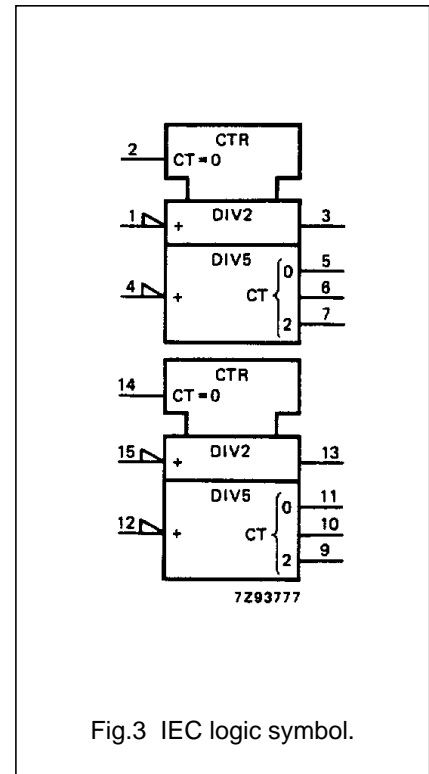 CTR
2 CT=0
1 + DIV2 3
DIV5
0 5
4 + CT 6
2 7
CTR
14 CT=0
15 + DIV2 13
DIV5
0 11
12 + CT 10
2 9
7Z93777
Fig.3 IEC logic symbol.